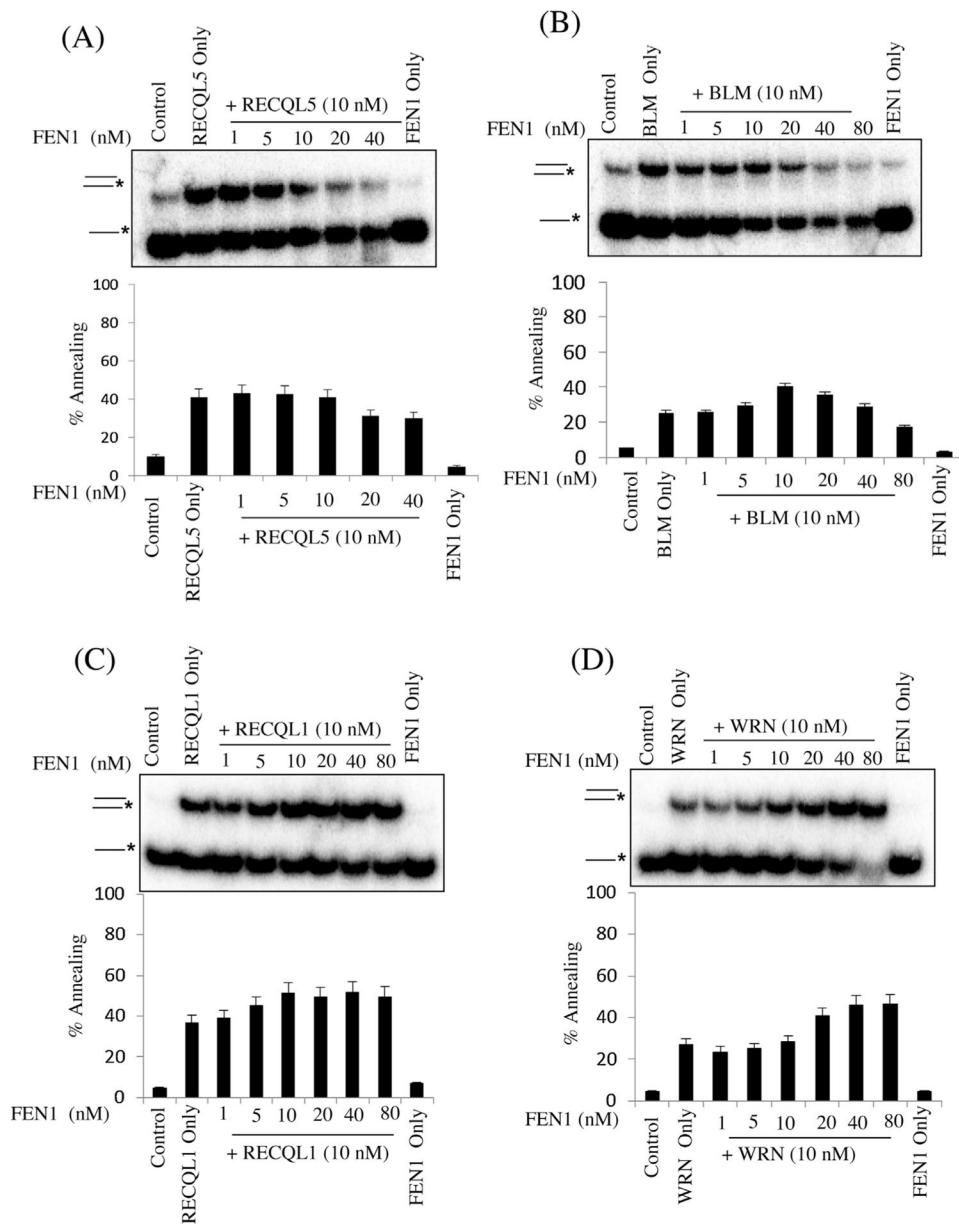 (A)
Control
RECQL5 Only
+ RECQL5 (10 nM)
FEN1 Only
FEN1 (nM) 1 5 10 20 40
*
*
% Annealing
100
80
60
40
20
0
FEN1 (nM) 1 5 10 20 40
Control
RECQL5 Only
+ RECQL5 (10 nM)
FEN1 Only
(B)
Control
BLM Only
+ BLM (10 nM)
FEN1 Only
FEN1 (nM) 1 5 10 20 40 80
*
*
% Annealing
100
80
60
40
20
0
FEN1 (nM) 1 5 10 20 40 80
Control
BLM Only
+ BLM (10 nM)
FEN1 Only
(C)
Control
RECQL1 Only
+ RECQL1 (10 nM)
FEN1 Only
FEN1 (nM) 1 5 10 20 40 80
*
*
% Annealing
100
80
60
40
20
0
FEN1 (nM) 1 5 10 20 40 80
Control
RECQL1 Only
+ RECQL1 (10 nM)
FEN1 Only
(D)
Control
WRN Only
+ WRN (10 nM)
FEN1 Only
FEN1 (nM) 1 5 10 20 40 80
*
*
% Annealing
100
80
60
40
20
0
FEN1 (nM) 1 5 10 20 40 80
Control
WRN Only
+ WRN (10 nM)
FEN1 Only